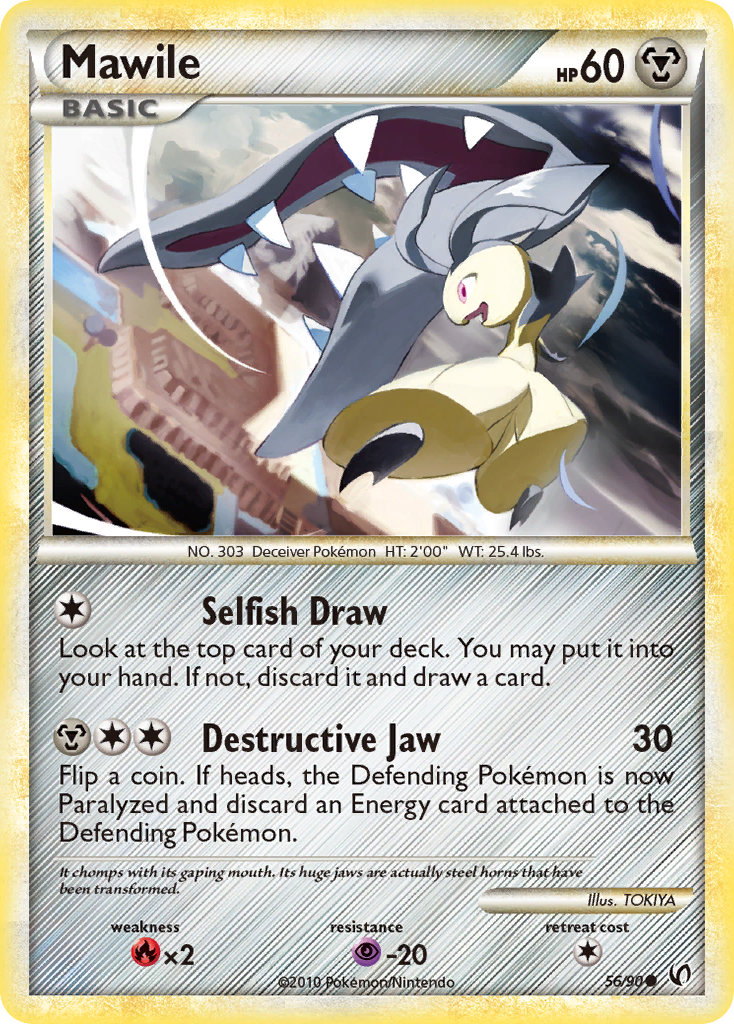 Mawile
HP60
BASIC
NO. 303 Deceiver Pokémon HT: 2'00" WT: 25.4 lbs.
Selfish Draw
Look at the top card of your deck. You may put it into
your hand. If not, discard it and draw a card.
Destructive Jaw 30
Flip a coin. If heads, the Defending Pokémon is now
Paralyzed and discard an Energy card attached to the
Defending Pokémon.
It chomps with its gaping mouth. Its huge jaws are actually steel horns that have
been transformed.
Illus. TOKIYA
weakness resistance retreat cost
×2 -20
©2010 Pokémon/Nintendo 56/90